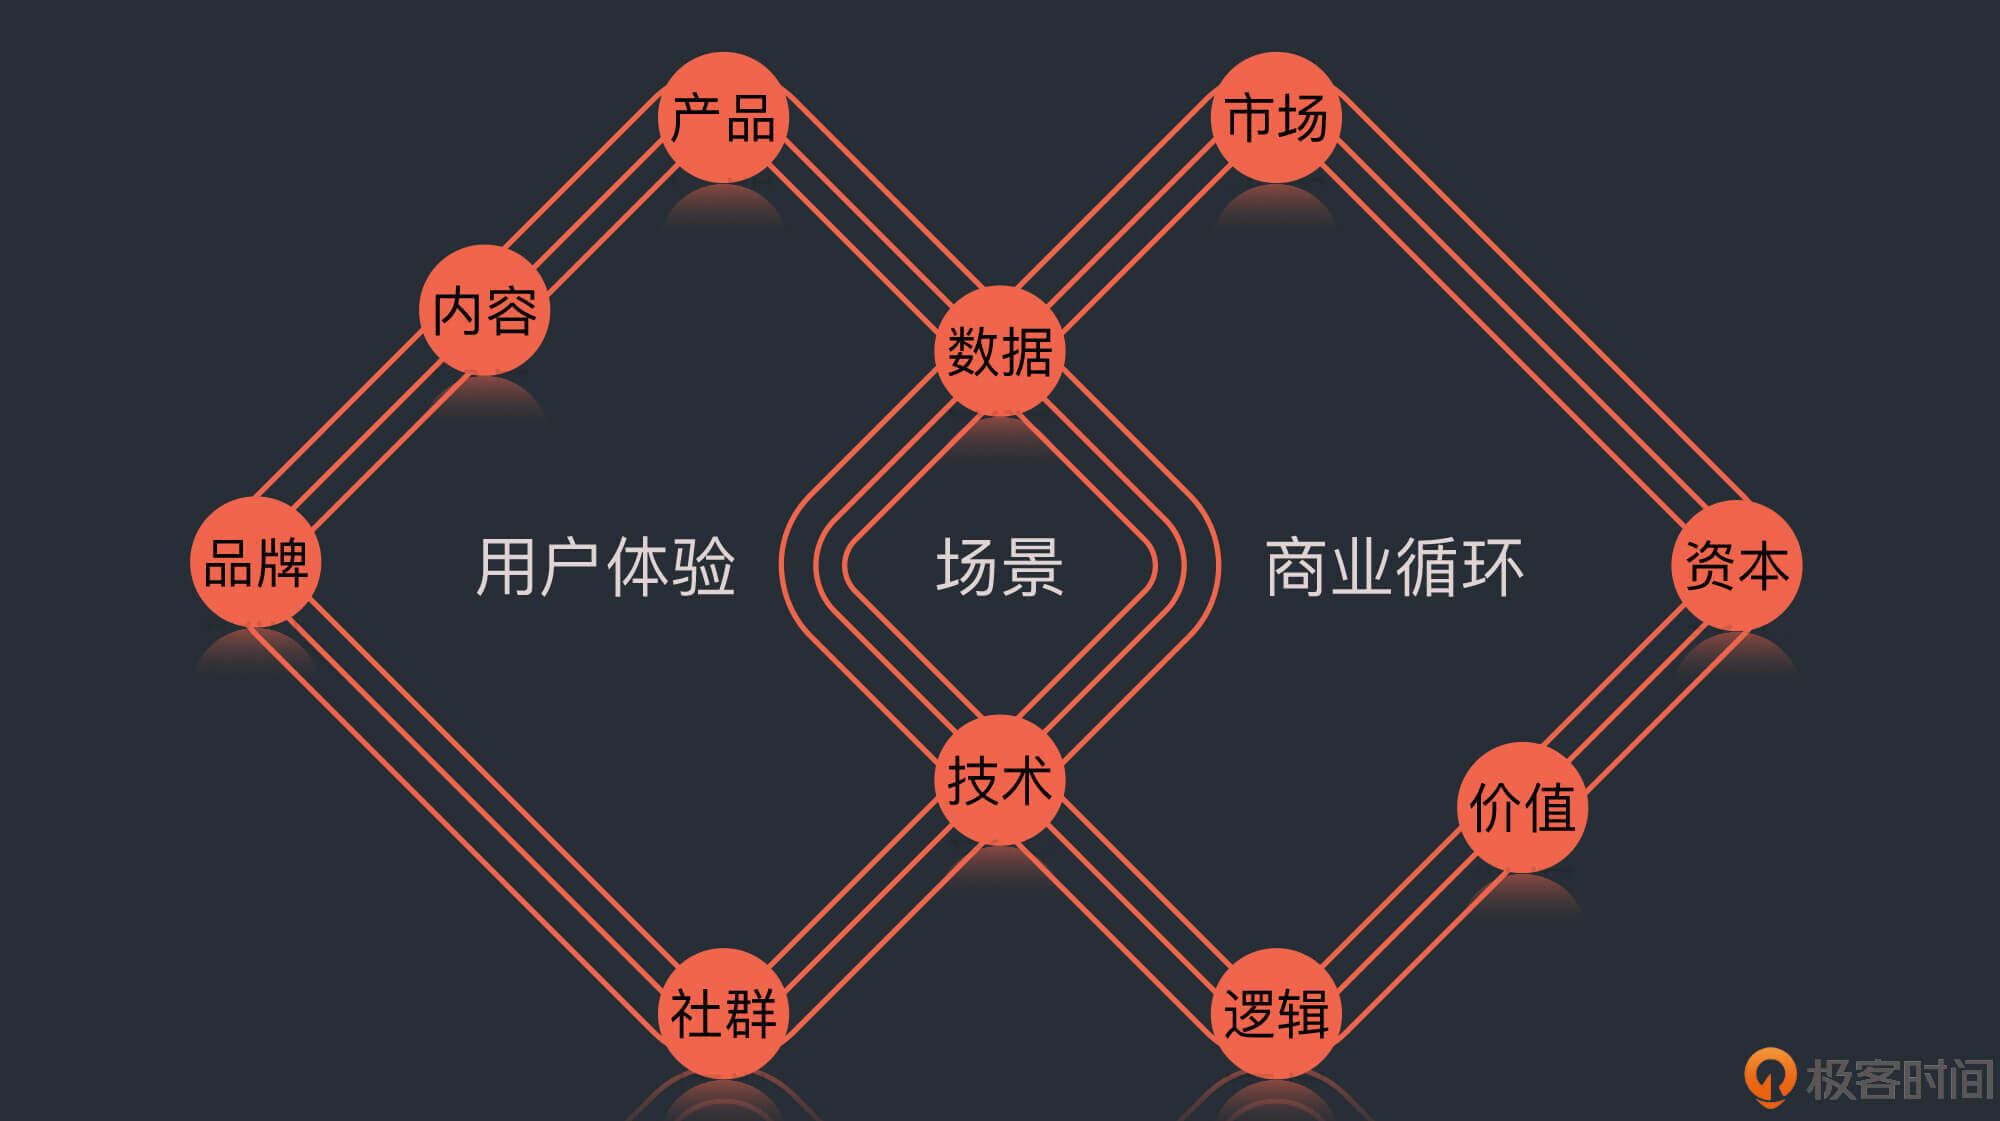 产品
市场
内容
数据
品牌
用户体验
场景
商业循环
资本
技术
价值
社群
逻辑
极客时间